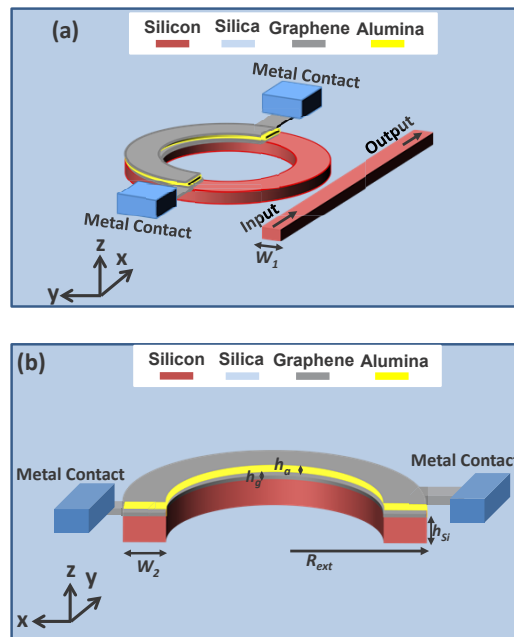 (a)
Silicon Silica Graphene Alumina
Metal Contact
Output
Metal Contact
Input
W1
z
x
y
(b)
Silicon Silica Graphene Alumina
Metal Contact
Metal Contact
ha
hg
hSi
W2
Rext
z
y
x